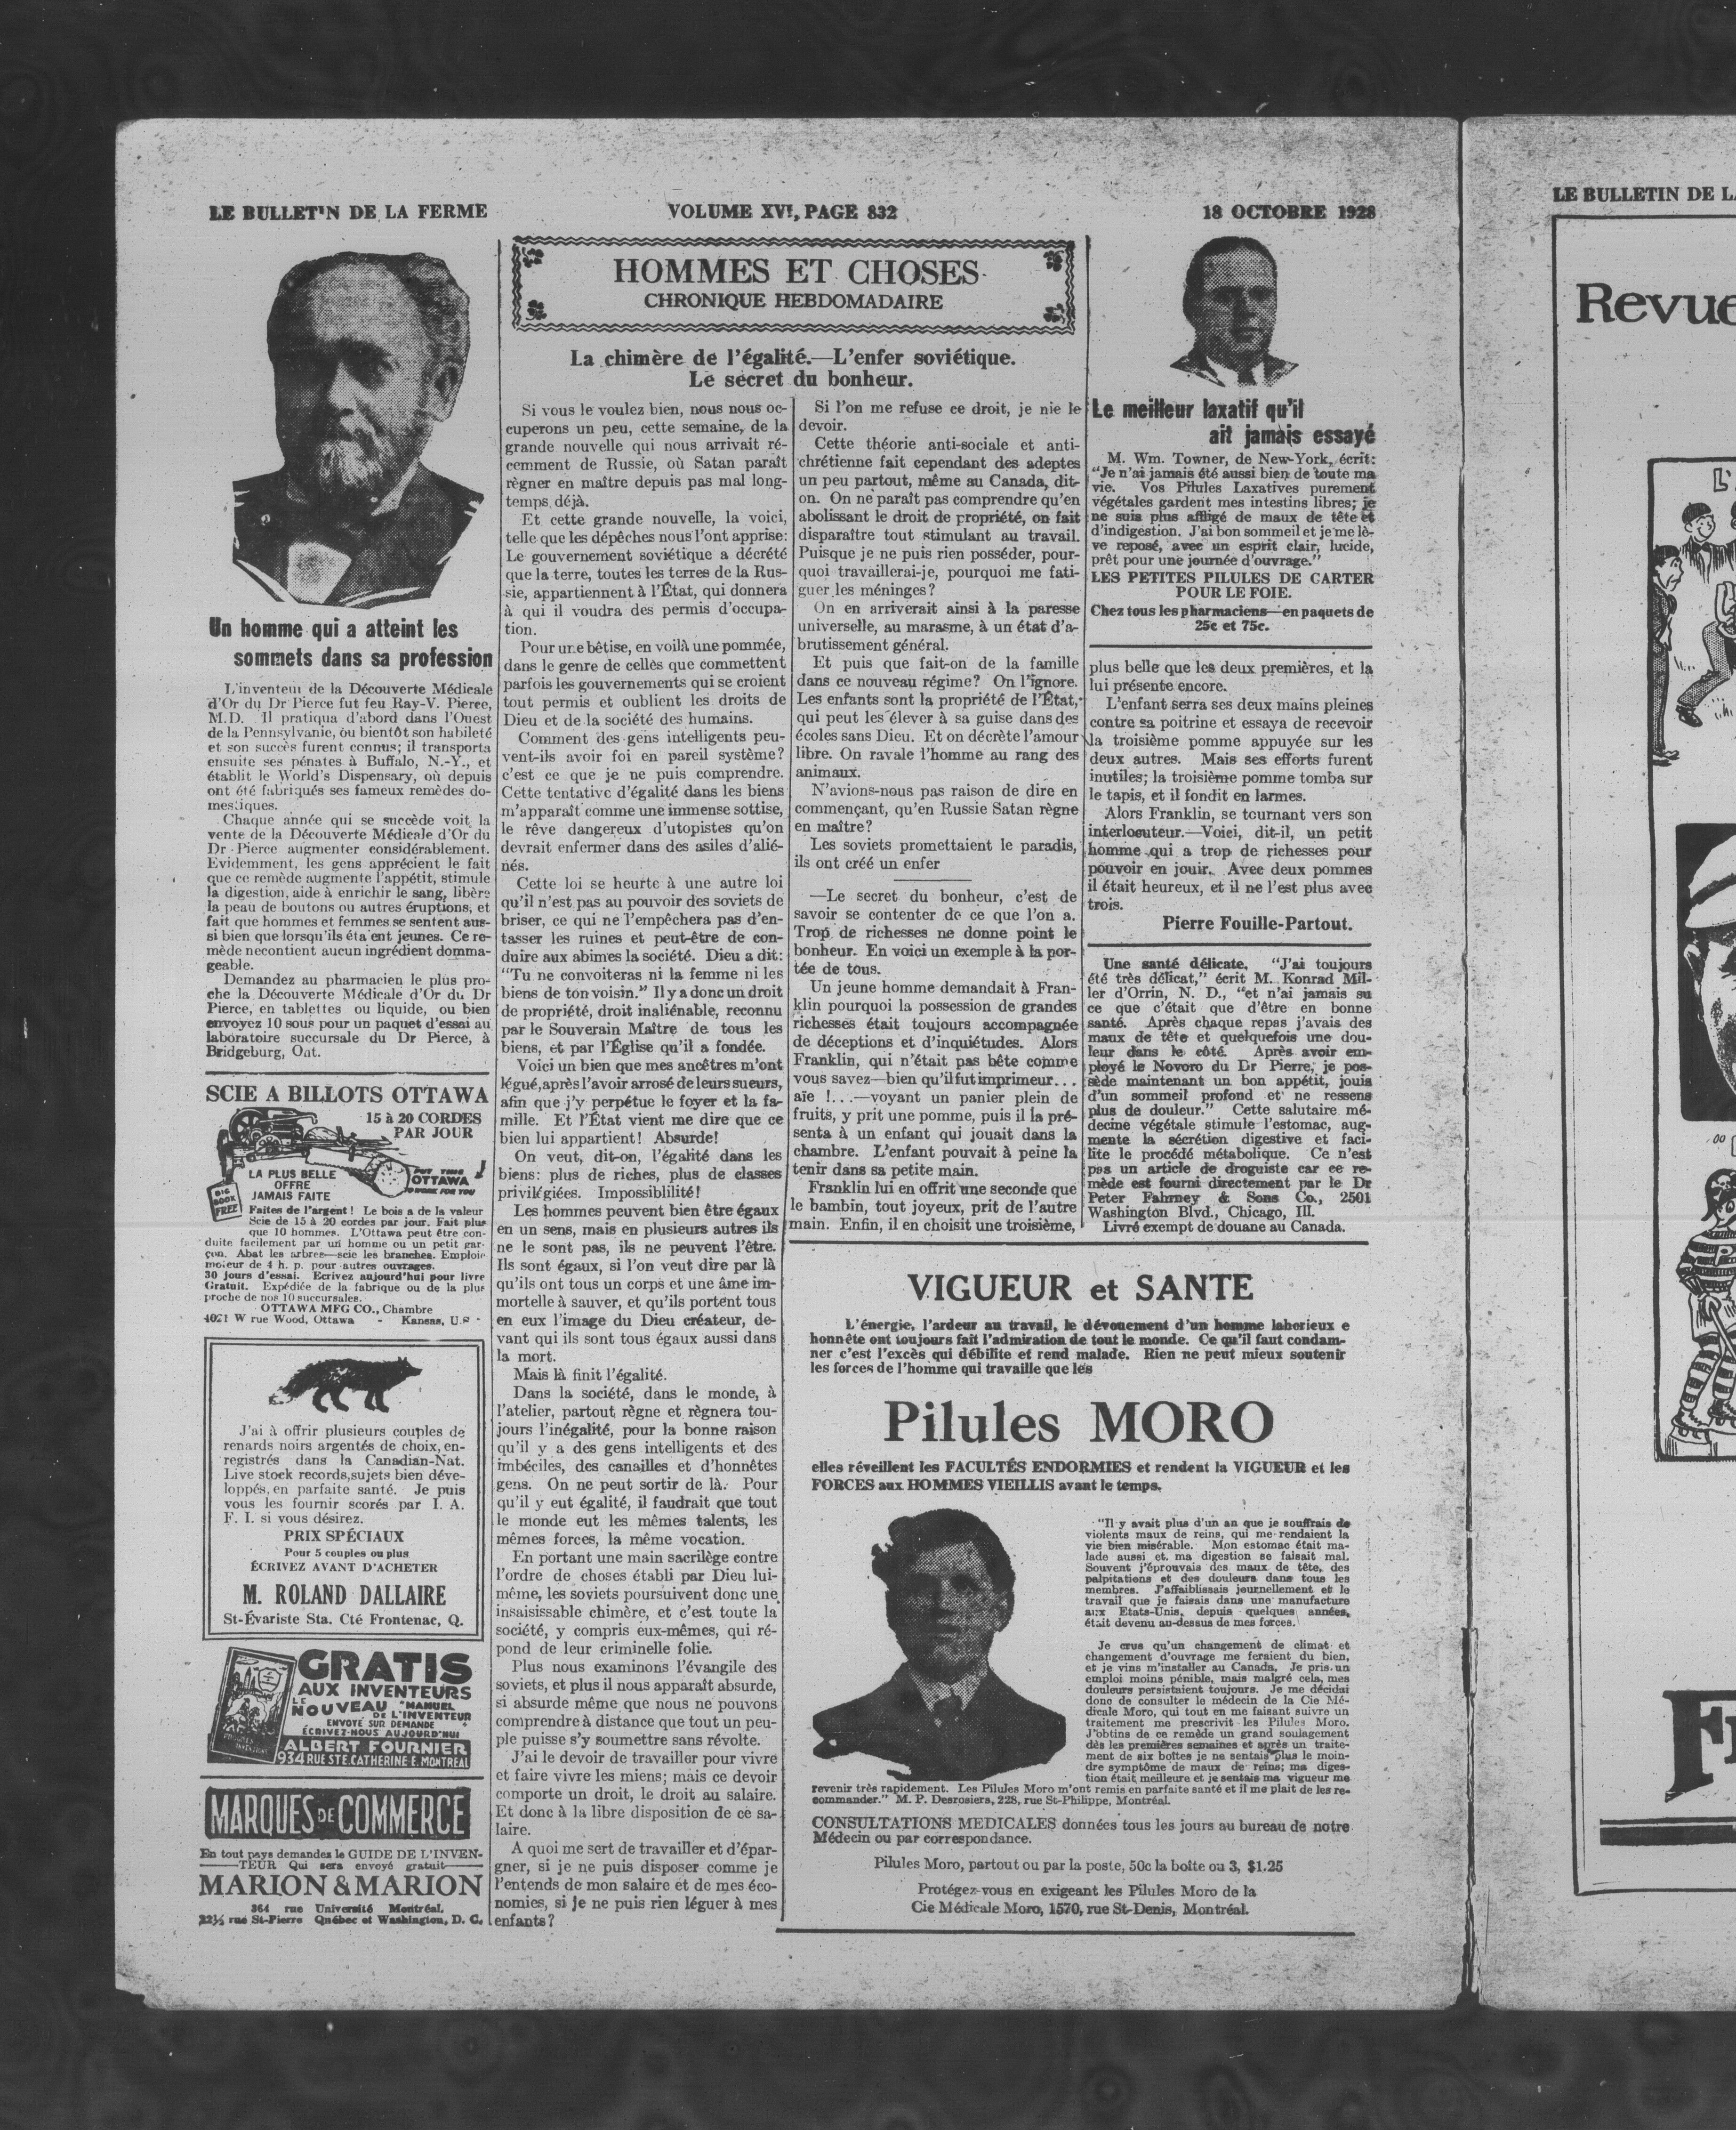 LE BULLETIN DE LA FERME
VOLUME XVI, PAGE 832
18 OCTOBRE 1928
Un homme qui a atteint les
sommets dans sa profession
L'inventeur de la Découverte Médicale
d'Or du Dr Pierce fut feu Ray-V. Pierce,
M.D. Il pratiqua d'abord dans l'Ouest
de la Pennsylvanie, où bientôt son habileté
et son succès furent connus; il transporta
ensuite ses pénates à Buffalo, N.-Y., et
établit le World's Dispensary, où depuis
ont été fabriqués ses fameux remèdes do-
mestiques.
Chaque année qui se succède voit la
vente de la Découverte Médicale d'Or du
Dr Pierce augmenter considérablement.
Evidemment, les gens apprécient le fait
que ce remède augmente l'appétit, stimule
la digestion, aide à enrichir le sang, libère
la peau de boutons ou autres éruptions, et
fait que hommes et femmes se sentent aus-
si bien que lorsqu'ils étaient jeunes. Ce re-
mède necontient aucun ingrédient domma-
geable.
Demandez au pharmacien le plus pro-
che la Découverte Médicale d'Or du Dr
Pierce, en tablettes ou liquide, ou bien
envoyez 10 sous pour un paquet d'essai au
laboratoire succursale du Dr Pierce, à
Bridgeburg, Ont.
SCIE A BILLOTS OTTAWA
15 à 20 CORDES
PAR JOUR
LA PLUS BELLE
OFFRE
JAMAIS FAITE
PUT THIS
OTTAWA
TO WORK FOR YOU
BIG
BOOK
FREE
Faites de l'argent! Le bois a de la valeur
Scie de 15 à 20 cordes par jour. Fait plus
que 10 hommes. L'Ottawa peut être con-
duite facilement par un homme ou un petit gar-
çon. Abat les arbres—scie les branches. Emploie
moteur de 4 h. p. pour autres ouvrages.
30 jours d'essai. Ecrivez aujourd'hui pour livre
Gratuit. Expédiée de la fabrique ou de la plus
proche de nos 10 succursales.
OTTAWA MFG CO., Chambre
4021 W rue Wood, Ottawa - Kansas, U.S.
J'ai à offrir plusieurs couples de
renards noirs argentés de choix, en-
registrés dans la Canadian-Nat.
Live stock records, sujets bien déve-
loppés, en parfaite santé. Je puis
vous les fournir scorés par I. A.
F. I. si vous désirez.
PRIX SPÉCIAUX
Pour 5 couples ou plus
ÉCRIVEZ AVANT D'ACHETER
M. ROLAND DALLAIRE
St-Évariste Sta. Cté Frontenac, Q.
GRATIS
AUX INVENTEURS
LE
NOUVEAU "MANUEL
DE L'INVENTEUR
ENVOYÉ SUR DEMANDE
ÉCRIVEZ-NOUS AUJOURD'HUI
ALBERT FOURNIER
934 RUE STE. CATHERINE E. MONTREAL
MARQUES DE COMMERCE
En tout pays demandez le GUIDE DE L'INVEN-
TEUR Qui sera envoyé gratuit
MARION & MARION
364 rue Université Montréal.
22½ rue St-Pierre Québec et Washington, D. C.
HOMMES ET CHOSES
CHRONIQUE HEBDOMADAIRE
La chimère de l'égalité.—L'enfer soviétique.
Le secret du bonheur.
Si vous le voulez bien, nous nous oc-
cuperons un peu, cette semaine, de la
grande nouvelle qui nous arrivait ré-
cemment de Russie, où Satan paraît
règner en maître depuis pas mal long-
temps déjà.
Et cette grande nouvelle, la voici,
telle que les dépêches nous l'ont apprise:
Le gouvernement soviétique a décrété
que la terre, toutes les terres de la Rus-
sie, appartiennent à l'État, qui donnera
à qui il voudra des permis d'occupa-
tion.
Pour une bêtise, en voilà une pommée,
dans le genre de cellès que commettent
parfois les gouvernements qui se croient
tout permis et oublient les droits de
Dieu et de la société des humains.
Comment des gens intelligents peu-
vent-ils avoir foi en pareil système?
c'est ce que je ne puis comprendre.
Cette tentative d'égalité dans les biens
m'apparaît comme une immense sottise,
le rêve dangereux d'utopistes qu'on
devrait enfermer dans des asiles d'alié-
nés.
Cette loi se heurte à une autre loi
qu'il n'est pas au pouvoir des soviets de
briser, ce qui ne l'empêchera pas d'en-
tasser les ruines et peut-être de con-
duire aux abimes la société. Dieu a dit:
"Tu ne convoiteras ni la femme ni les
biens de ton voisin." Il y a donc un droit
de propriété, droit inaliénable, reconnu
par le Souverain Maître de tous les
biens, et par l'Église qu'il a fondée.
Voici un bien que mes ancêtres m'ont
légué, après l'avoir arrosé de leurs sueurs,
afin que j'y perpétue le foyer et la fa-
mille. Et l'État vient me dire que ce
bien lui appartient! Absurde!
On veut, dit-on, l'égalité dans les
biens: plus de riches, plus de classes
privilégiées. Impossiblilité!
Les hommes peuvent bien être égaux
en un sens, mais en plusieurs autres ils
ne le sont pas, ils ne peuvent l'être.
Ils sont égaux, si l'on veut dire par là
qu'ils ont tous un corps et une âme im-
mortelle à sauver, et qu'ils portent tous
en eux l'image du Dieu créateur, de-
vant qui ils sont tous égaux aussi dans
la mort.
Mais là finit l'égalité.
Dans la société, dans le monde, à
l'atelier, partout règne et règnera tou-
jours l'inégalité, pour la bonne raison
qu'il y a des gens intelligents et des
imbéciles, des canailles et d'honnêtes
gens. On ne peut sortir de là. Pour
qu'il y eut égalité, il faudrait que tout
le monde eut les mêmes talents, les
mêmes forces, la même vocation.
En portant une main sacrilège contre
l'ordre de choses établi par Dieu lui-
même, les soviets poursuivent donc une
insaisissable chimère, et c'est toute la
société, y compris eux-mêmes, qui ré-
pond de leur criminelle folie.
Plus nous examinons l'évangile des
soviets, et plus il nous apparaît absurde,
si absurde même que nous ne pouvons
comprendre à distance que tout un peu-
ple puisse s'y soumettre sans révolte.
J'ai le devoir de travailler pour vivre
et faire vivre les miens; mais ce devoir
comporte un droit, le droit au salaire.
Et donc à la libre disposition de ce sa-
laire.
A quoi me sert de travailler et d'épar-
gner, si je ne puis disposer comme je
l'entends de mon salaire et de mes éco-
nomies, si je ne puis rien léguer à mes
enfants?
Si l'on me refuse ce droit, je nie le
devoir.
Cette théorie anti-sociale et anti-
chrétienne fait cependant des adeptes
un peu partout, même au Canada, dit-
on. On ne paraît pas comprendre qu'en
abolissant le droit de propriété, on fait
disparaître tout stimulant au travail.
Puisque je ne puis rien posséder, pour-
quoi travaillerai-je, pourquoi me fati-
guer les méninges?
On en arriverait ainsi à la paresse
universelle, au marasme, à un état d'a-
brutissement général.
Et puis que fait-on de la famille
dans ce nouveau régime? On l'ignore.
Les enfants sont la propriété de l'État,
qui peut les élever à sa guise dans des
écoles sans Dieu. Et on décrète l'amour
libre. On ravale l'homme au rang des
animaux.
N'avions-nous pas raison de dire en
commençant, qu'en Russie Satan règne
en maître?
Les soviets promettaient le paradis,
ils ont créé un enfer
—Le secret du bonheur, c'est de
savoir se contenter de ce que l'on a.
Trop de richesses ne donne point le
bonheur. En voici un exemple à la por-
tée de tous.
Un jeune homme demandait à Fran-
klin pourquoi la possession de grandes
richesses était toujours accompagnée
de déceptions et d'inquiétudes. Alors
Franklin, qui n'était pas bête comme
vous savez—bien qu'il fut imprimeur...
aïe !...—voyant un panier plein de
fruits, y prit une pomme, puis il la pré-
senta à un enfant qui jouait dans la
chambre. L'enfant pouvait à peine la
tenir dans sa petite main.
Franklin lui en offrit une seconde que
le bambin, tout joyeux, prit de l'autre
main. Enfin, il en choisit une troisième,
Le meilleur laxatif qu'il
ait jamais essayé
M. Wm. Towner, de New-York, écrit:
"Je n'ai jamais été aussi bien de toute ma
vie. Vos Pilules Laxatives purement
végétales gardent mes intestins libres; je
ne suis plus affligé de maux de tête et
d'indigestion. J'ai bon sommeil et je me lè-
ve reposé, avec un esprit clair, lucide,
prêt pour une journée d'ouvrage."
LES PETITES PILULES DE CARTER
POUR LE FOIE.
Chez tous les pharmaciens—en paquets de
25c et 75c.
plus belle que les deux premières, et la
lui présente encore.
L'enfant serra ses deux mains pleines
contre sa poitrine et essaya de recevoir
la troisième pomme appuyée sur les
deux autres. Mais ses efforts furent
inutiles; la troisième pomme tomba sur
le tapis, et il fondit en larmes.
Alors Franklin, se tournant vers son
interlocuteur.—Voici, dit-il, un petit
homme qui a trop de richesses pour
pouvoir en jouir. Avec deux pommes
il était heureux, et il ne l'est plus avec
trois.
Pierre Fouille-Partout.
Une santé délicate. "J'ai toujours
été très délicat," écrit M. Konrad Mil-
ler d'Orrin, N. D., "et n'ai jamais su
ce que c'était que d'être en bonne
santé. Après chaque repas j'avais des
maux de tête et quelquefois une dou-
leur dans le côté. Après avoir em-
ployé le Novoro du Dr Pierre, je pos-
sède maintenant un bon appétit, jouis
d'un sommeil profond et ne ressens
plus de douleur." Cette salutaire mé-
decine végétale stimule l'estomac, aug-
mente la sécrétion digestive et faci-
lite le procédé métabolique. Ce n'est
pas un article de droguiste car ce re-
mède est fourni directement par le Dr
Peter Fahrney & Sons Co., 2501
Washington Blvd., Chicago, Ill.
Livré exempt de douane au Canada.
VIGUEUR et SANTE
L'énergie, l'ardeur au travail, le dévouement d'un homme laborieux e
honnête ont toujours fait l'admiration de tout le monde. Ce qu'il faut condam-
ner c'est l'excès qui débilite et rend malade. Rien ne peut mieux soutenir
les forces de l'homme qui travaille que les
Pilules MORO
elles réveillent les FACULTÉS ENDORMIES et rendent la VIGUEUR et les
FORCES aux HOMMES VIEILLIS avant le temps.
"Il y avait plus d'un an que je souffrais de
violents maux de reins, qui me rendaient la
vie bien misérable. Mon estomac était ma-
lade aussi et ma digestion se faisait mal.
Souvent j'éprouvais des maux de tête, des
palpitations et des douleurs dans tous les
membres. J'affaiblissais journellement et le
travail que je faisais dans une manufacture
aux Etats-Unis, depuis quelques années,
était devenu au-dessus de mes forces.
Je crus qu'un changement de climat et
changement d'ouvrage me feraient du bien,
et je vins m'installer au Canada. Je pris un
emploi moins pénible, mais malgré cela, mes
douleurs persistaient toujours. Je me décidai
donc de consulter le médecin de la Cie Mé-
dicale Moro, qui tout en me faisant suivre un
traitement me prescrivit les Pilules Moro.
J'obtins de ce remède un grand soulagement
dès les premières semaines et après un traite-
ment de six boîtes je ne sentais plus le moin-
dre symptôme de maux de reins; ma diges-
tion était meilleure et je sentais ma vigueur me
revenir très rapidement. Les Pilules Moro m'ont remis en parfaite santé et il me plait de les re-
commander." M. P. Desrosiers, 228, rue St-Philippe, Montréal.
CONSULTATIONS MEDICALES données tous les jours au bureau de notre
Médecin ou par correspondance.
Pilules Moro, partout ou par la poste, 50c la boîte ou 3, $1.25
Protégez-vous en exigeant les Pilules Moro de la
Cie Médicale Moro, 1570, rue St-Denis, Montréal.
LE BULLETIN DE L
Revue